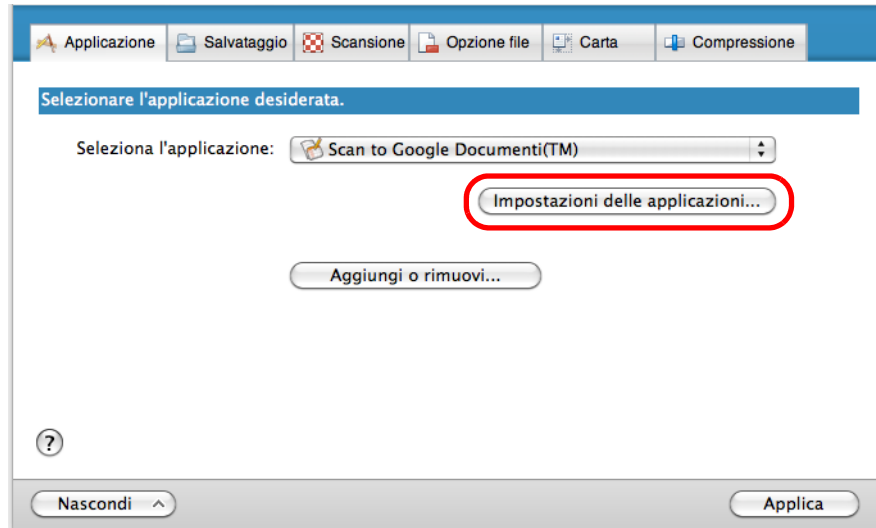 Applicazione Salvataggio Scansione Opzione file Carta Compressione
Selezionare l'applicazione desiderata.
Seleziona l'applicazione: Scan to Google Documenti(TM)
Impostazioni delle applicazioni...
Aggiungi o rimuovi...
?
Nascondi Applica